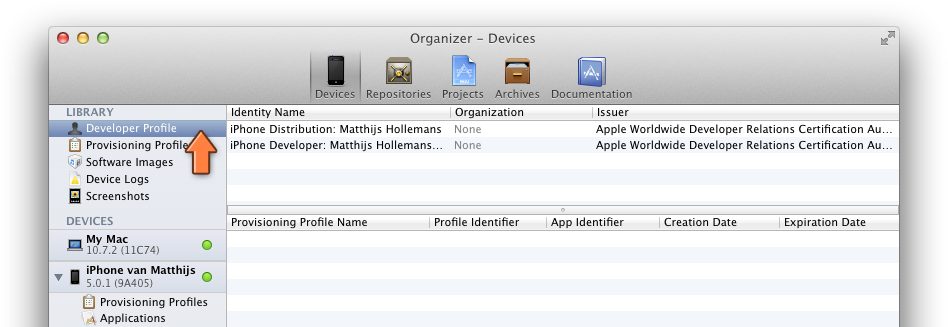 Organizer – Devices
Devices Repositories Projects Archives Documentation
LIBRARY
Developer Profile
Provisioning Profile
Software Images
Device Logs
Screenshots
DEVICES
My Mac
10.7.2 (11C74)
iPhone van Matthijs
5.0.1 (9A405)
Provisioning Profiles
Applications
Identity Name Organization Issuer
iPhone Distribution: Matthijs Hollemans None Apple Worldwide Developer Relations Certification Au...
iPhone Developer: Matthijs Hollemans... None Apple Worldwide Developer Relations Certification Au...
Provisioning Profile Name Profile Identifier App Identifier Creation Date Expiration Date